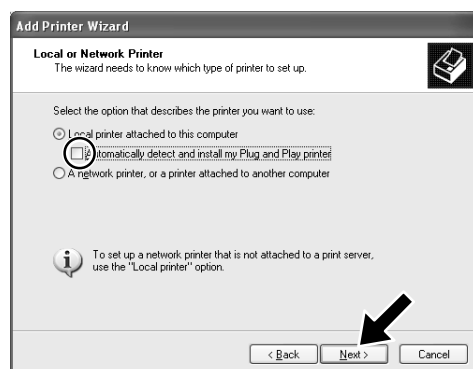 Add Printer Wizard
Local or Network Printer
The wizard needs to know which type of printer to set up.
Select the option that describes the printer you want to use:
Local printer attached to this computer
Automatically detect and install my Plug and Play printer
A network printer, or a printer attached to another computer
To set up a network printer that is not attached to a print server,
use the "Local printer" option.
< Back Next > Cancel